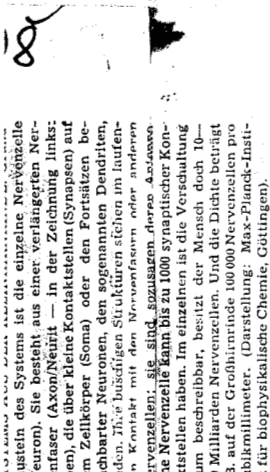 usteln des Systems ist die einzelne Nervenzelle
euron). Sie besteht aus einer verlängerten Ner-
nfaser (Axon/Neurit — in der Zeichnung links:
en), die über kleine Kontaktstellen (Synapsen) auf
m Zellkörper (Soma) oder den Fortsätzen be-
chbarter Neuronen, den sogenannten Dendriten,
den. Ihre buschigen Strukturen stehen im laufen-
n Kontakt mit den Nervenfasern oder anderen
ervenzellen; sie sind sozusagen deren
ne Nervenzelle kann bis zu 1000 synaptischer Kon-
estellen haben. Im einzelnen ist die Verschaltung
um beschreibbar, besitzt der Mensch doch 10—
Milliarden Nervenzellen. Und die Dichte beträgt
auf der Großhirnrinde 100 000 Nervenzellen pro
bikmillimeter. (Darstellung: Max-Planck-Insti-
für biophysikalische Chemie, Göttingen).